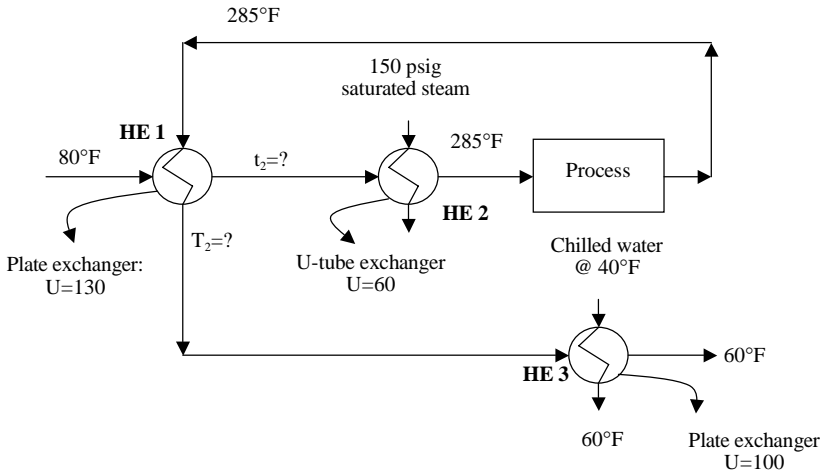 285°F
150 psig
saturated steam
HE 1
80°F
t₂=?
285°F
Process
HE 2
T₂=?
Plate exchanger:
U=130
U-tube exchanger
U=60
Chilled water
@ 40°F
HE 3
60°F
60°F
Plate exchanger
U=100